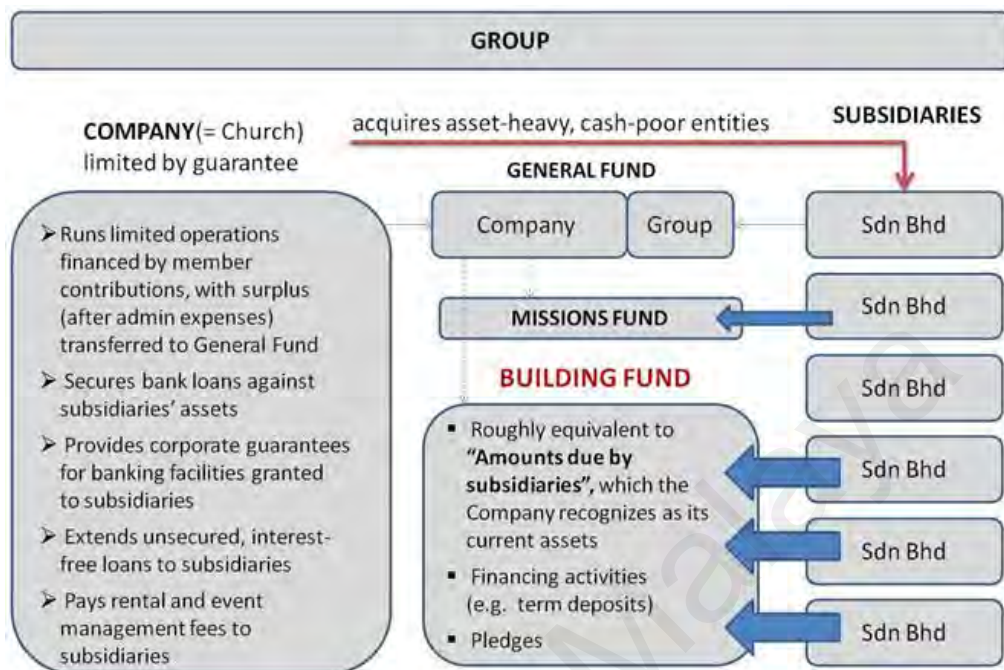 GROUP
COMPANY(= Church)
limited by guarantee
acquires asset-heavy, cash-poor entities
SUBSIDIARIES
➤ Runs limited operations
financed by member
contributions, with surplus
(after admin expenses)
transferred to General Fund
➤ Secures bank loans against
subsidiaries' assets
➤ Provides corporate guarantees
for banking facilities granted
to subsidiaries
➤ Extends unsecured, interest-
free loans to subsidiaries
➤ Pays rental and event
management fees to
subsidiaries
GENERAL FUND
Company
Group
MISSIONS FUND
BUILDING FUND
▪ Roughly equivalent to
"Amounts due by
subsidiaries", which the
Company recognizes as its
current assets
▪ Financing activities
(e.g. term deposits)
▪ Pledges
Sdn Bhd
Sdn Bhd
Sdn Bhd
Sdn Bhd
Sdn Bhd
Sdn Bhd